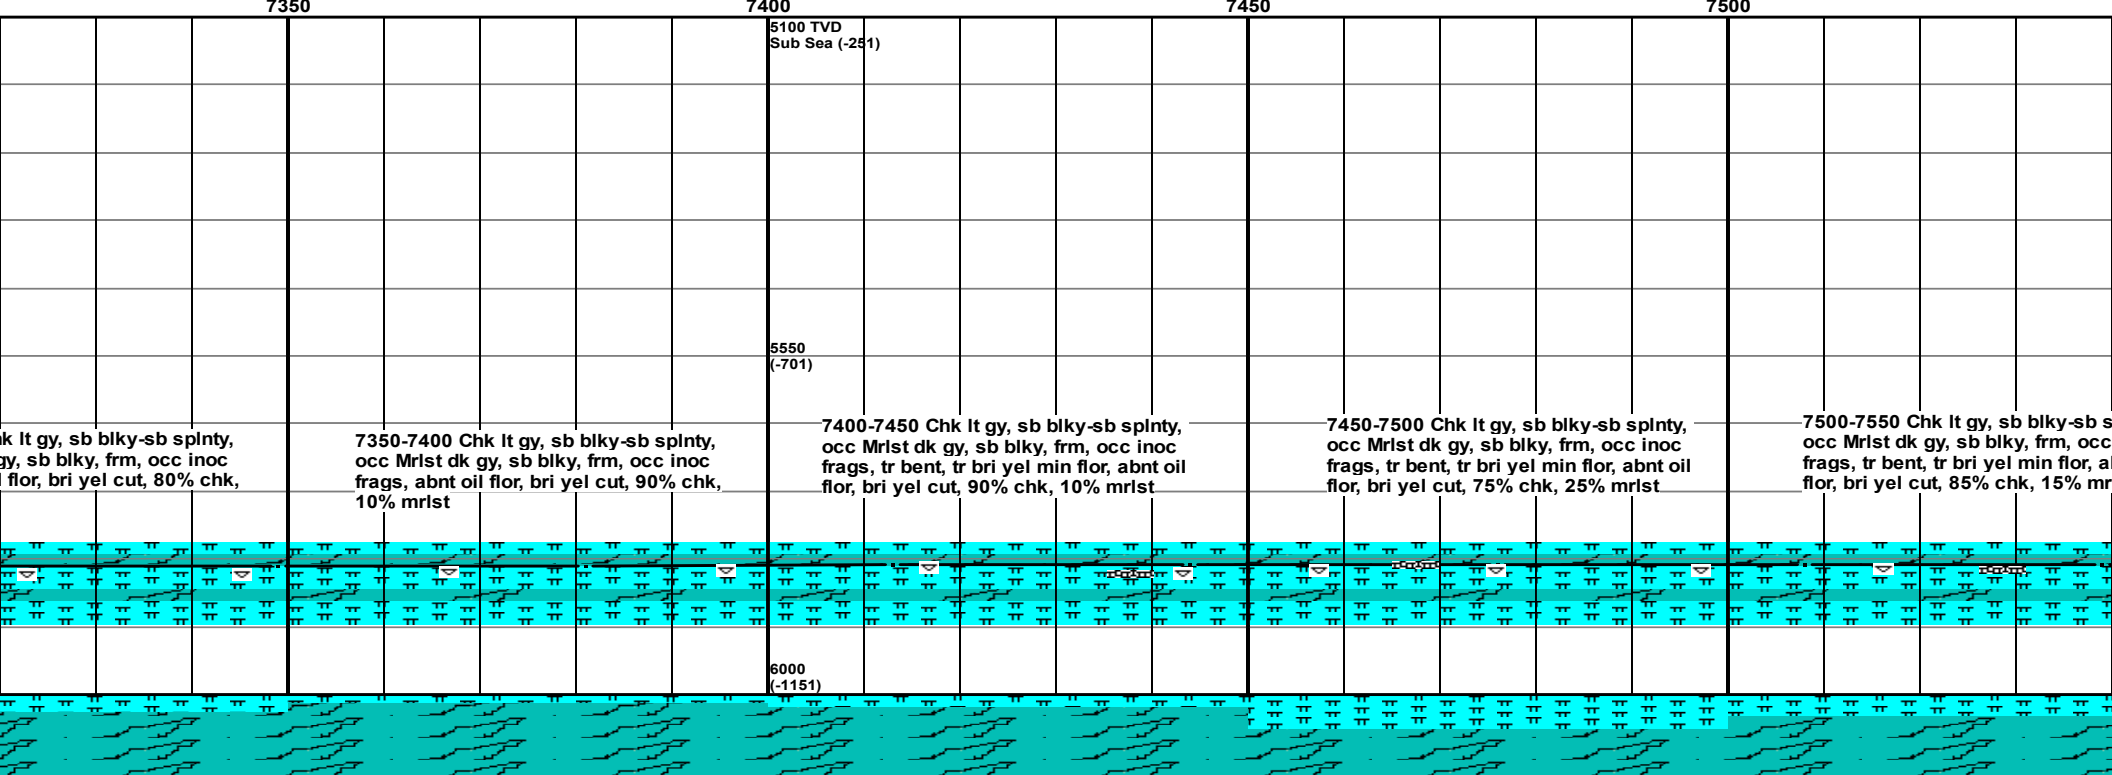 7350
7400
7450
7500
5100 TVD
Sub Sea (-251)
5550
(-701)
lt gy, sb blky-sb splnty,
sb blky, frm, occ inoc
flor, bri yel cut, 80% chk,
7350-7400 Chk lt gy, sb blky-sb splnty,
occ Mrlst dk gy, sb blky, frm, occ inoc
frags, abnt oil flor, bri yel cut, 90% chk,
10% mrlst
7400-7450 Chk lt gy, sb blky-sb splnty,
occ Mrlst dk gy, sb blky, frm, occ inoc
frags, tr bent, tr bri yel min flor, abnt oil
flor, bri yel cut, 90% chk, 10% mrlst
7450-7500 Chk lt gy, sb blky-sb splnty,
occ Mrlst dk gy, sb blky, frm, occ inoc
frags, tr bent, tr bri yel min flor, abnt oil
flor, bri yel cut, 75% chk, 25% mrlst
7500-7550 Chk lt gy, sb blky-sb
occ Mrlst dk gy, sb blky, frm, occ
frags, tr bent, tr bri yel min flor,
flor, bri yel cut, 85% chk, 15%
6000
(-1151)